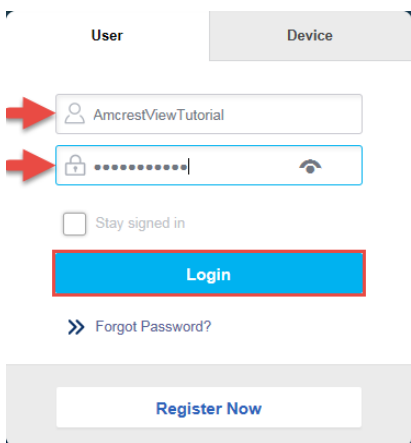 User Device
AmcrestViewTutorial
•••••••••••
Stay signed in
Login
Forgot Password?
Register Now